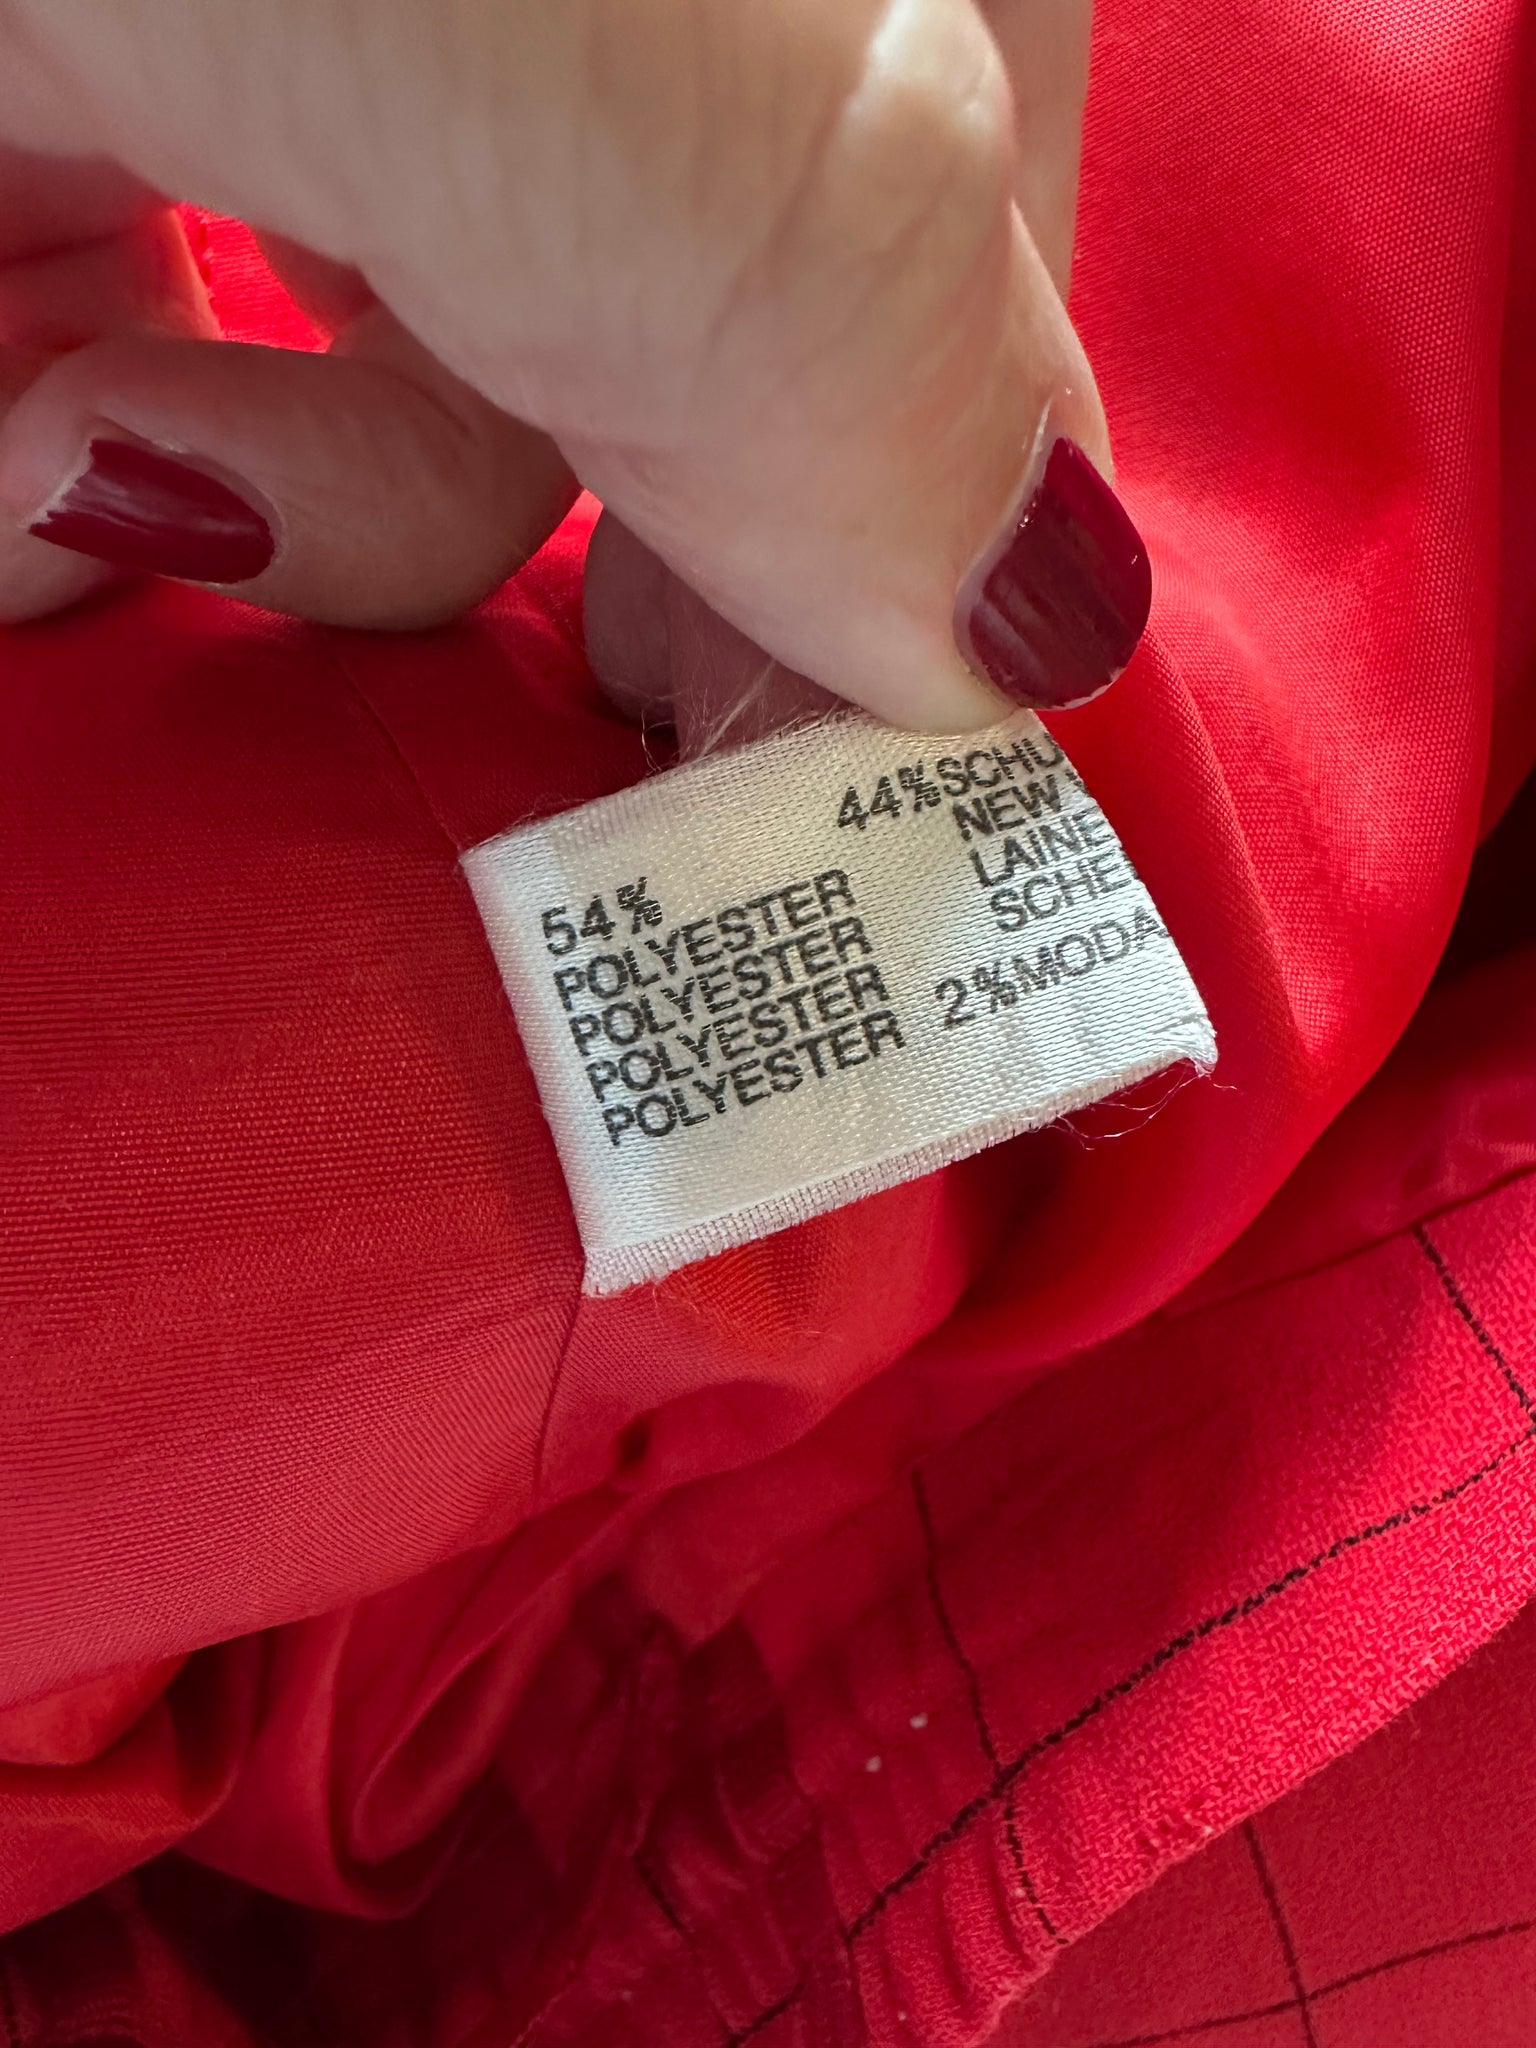 54%
POLYESTER
POLYESTER
POLYESTER
POLYESTER
44%SCHU
NEW
LAINE
SCHE
2%MODA